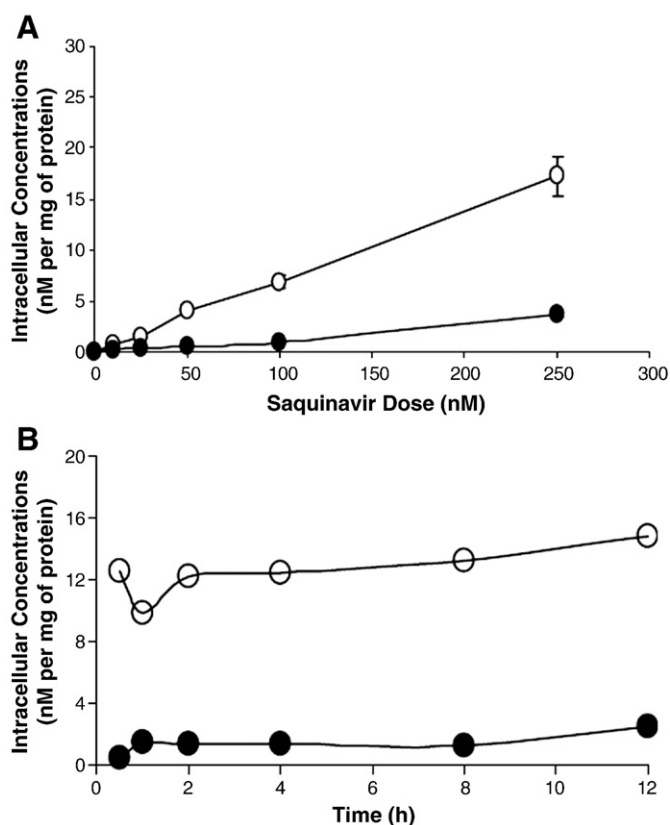 A
Intracellular Concentrations
(nM per mg of protein)
30
25
20
15
10
5
0
0 50 100 150 200 250 300
Saquinavir Dose (nM)
B
Intracellular Concentrations
(nM per mg of protein)
20
16
12
8
4
0
0 2 4 6 8 10 12
Time (h)